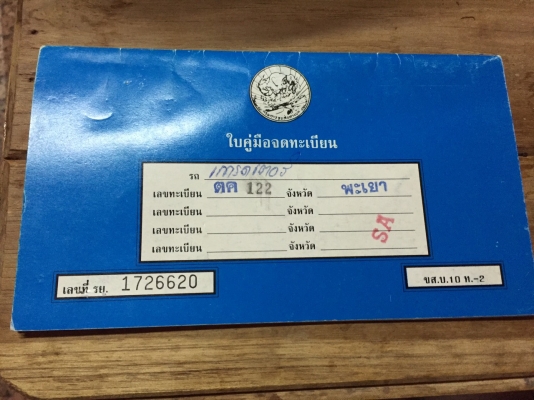 ใบคู่มือจดทะเบียน
รถ แทรกเตอร์
เลขทะเบียน ตค 122 จังหวัด พะเยา
เลขทะเบียน จังหวัด
เลขทะเบียน จังหวัด
เลขทะเบียน จังหวัด
SA
เลขที่ รย. 1726620
ขส.บ.10 ท.-2